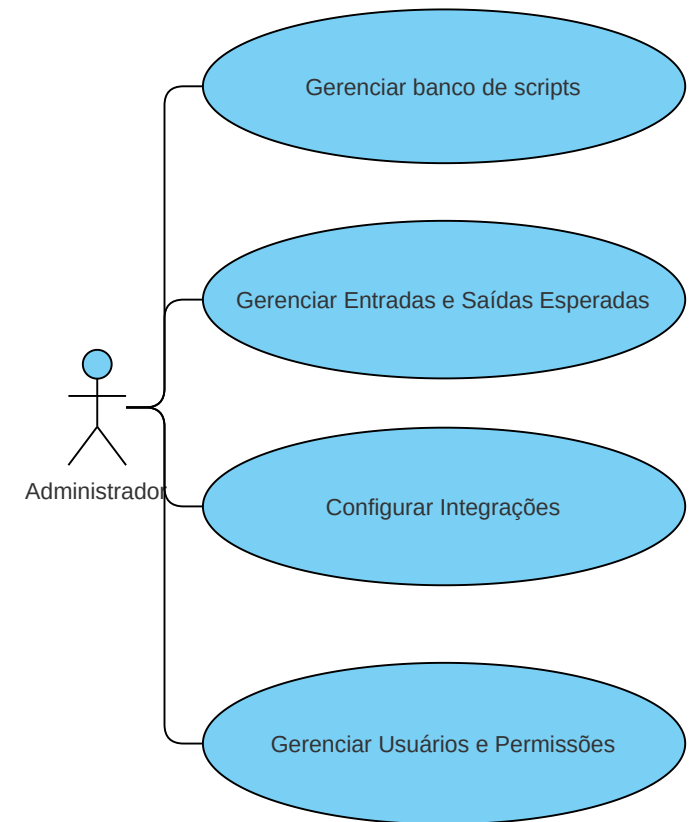 Gerenciar banco de scripts
Gerenciar Entradas e Saídas Esperadas
Administrador
Configurar Integrações
Gerenciar Usuários e Permissões